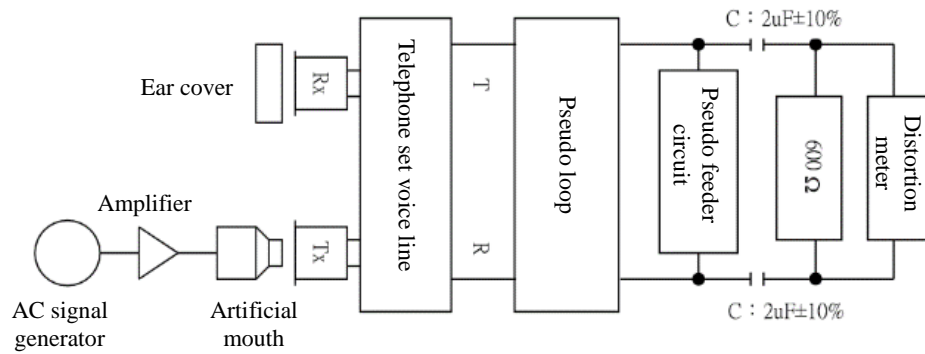 C：2uF±10%
Ear cover
Rx
Telephone set voice line
T
Pseudo loop
Pseudo feeder
circuit
600 Ω
Distortion
meter
Amplifier
Tx
R
AC signal
generator
Artificial
mouth
C：2uF±10%